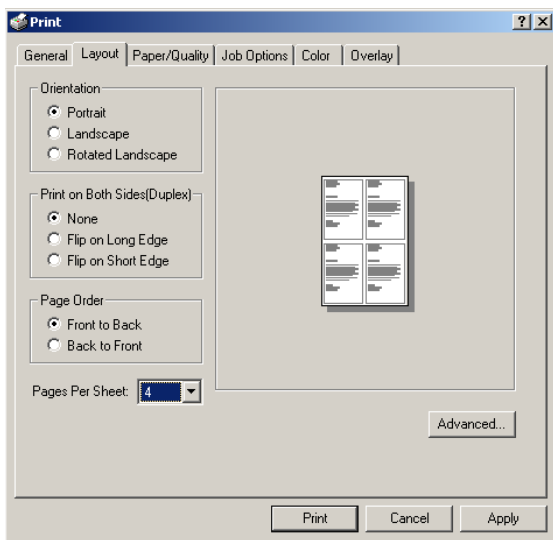 Print
General Layout Paper/Quality Job Options Color Overlay
Orientation
Portrait
Landscape
Rotated Landscape
Print on Both Sides(Duplex)
None
Flip on Long Edge
Flip on Short Edge
Page Order
Front to Back
Back to Front
Pages Per Sheet: 4
Advanced...
Print Cancel Apply